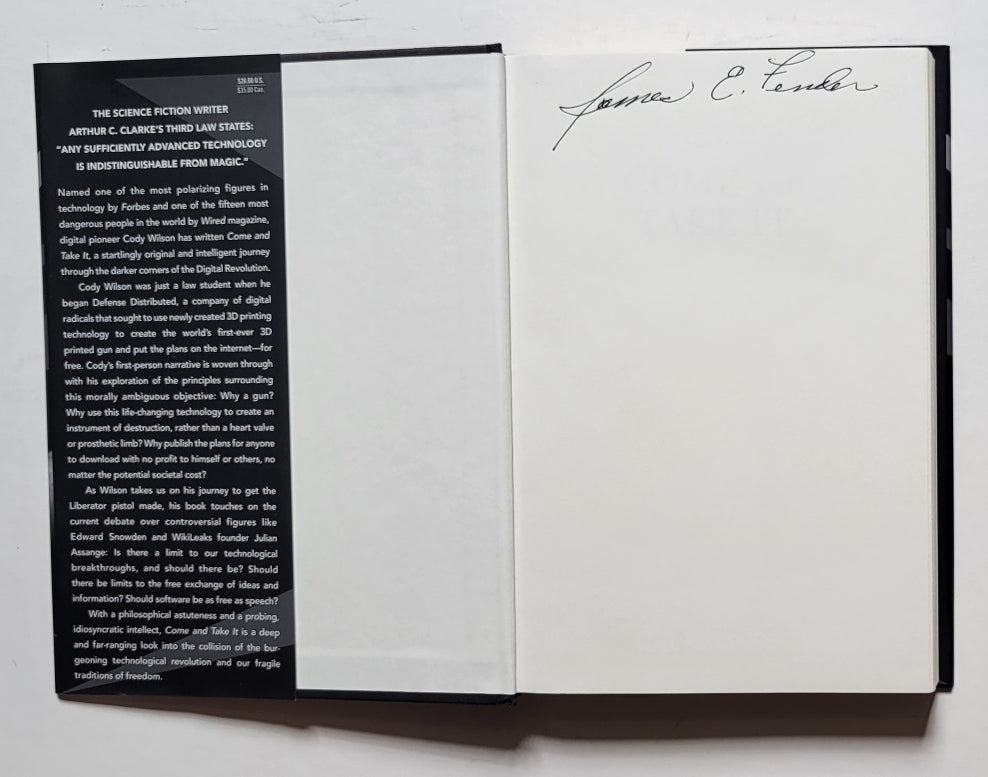 $26.00 U.S.
$35.00 Can.
THE SCIENCE FICTION WRITER
ARTHUR C. CLARKE'S THIRD LAW STATES:
"ANY SUFFICIENTLY ADVANCED TECHNOLOGY
IS INDISTINGUISHABLE FROM MAGIC."
Named one of the most polarizing figures in
technology by Forbes and one of the fifteen most
dangerous people in the world by Wired magazine,
digital pioneer Cody Wilson has written Come and
Take It, a startlingly original and intelligent journey
through the darker corners of the Digital Revolution.
Cody Wilson was just a law student when he
began Defense Distributed, a company of digital
radicals that sought to use newly created 3D printing
technology to create the world's first-ever 3D
printed gun and put the plans on the internet—for
free. Cody's first-person narrative is woven through
with his exploration of the principles surrounding
this morally ambiguous objective: Why a gun?
Why use this life-changing technology to create an
instrument of destruction, rather than a heart valve
or prosthetic limb? Why publish the plans for anyone
to download with no profit to himself or others, no
matter the potential societal cost?
As Wilson takes us on his journey to get the
Liberator pistol made, his book touches on the
current debate over controversial figures like
Edward Snowden and WikiLeaks founder Julian
Assange: Is there a limit to our technological
breakthroughs, and should there be? Should
there be limits to the free exchange of ideas and
information? Should software be as free as speech?
With a philosophical astuteness and a probing,
idiosyncratic intellect, Come and Take It is a deep
and far-ranging look into the collision of the bur-
geoning technological revolution and our fragile
traditions of freedom.
James E. Fender